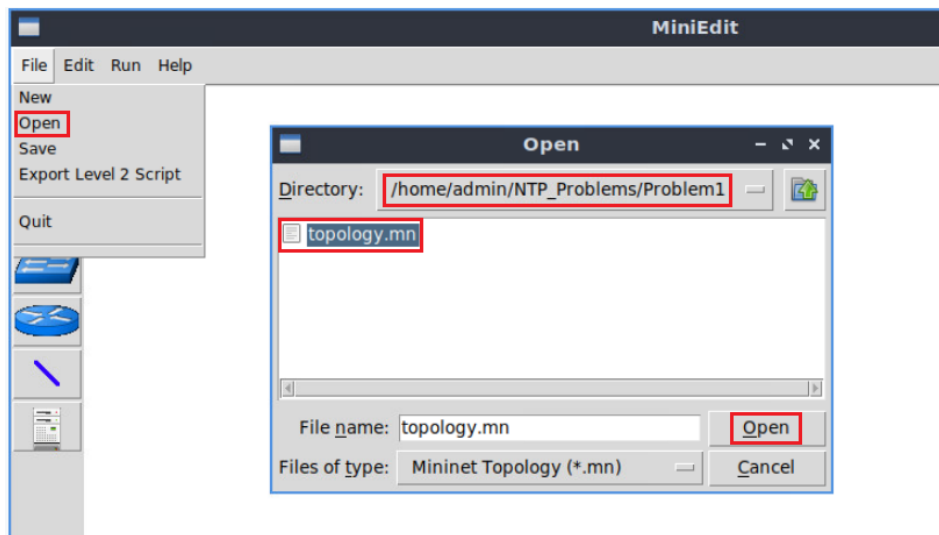 MiniEdit
File Edit Run Help
New
Open
Save
Export Level 2 Script
Quit
Open
Directory: /home/admin/NTP_Problems/Problem1
topology.mn
File name: topology.mn Open
Files of type: Mininet Topology (*.mn) Cancel